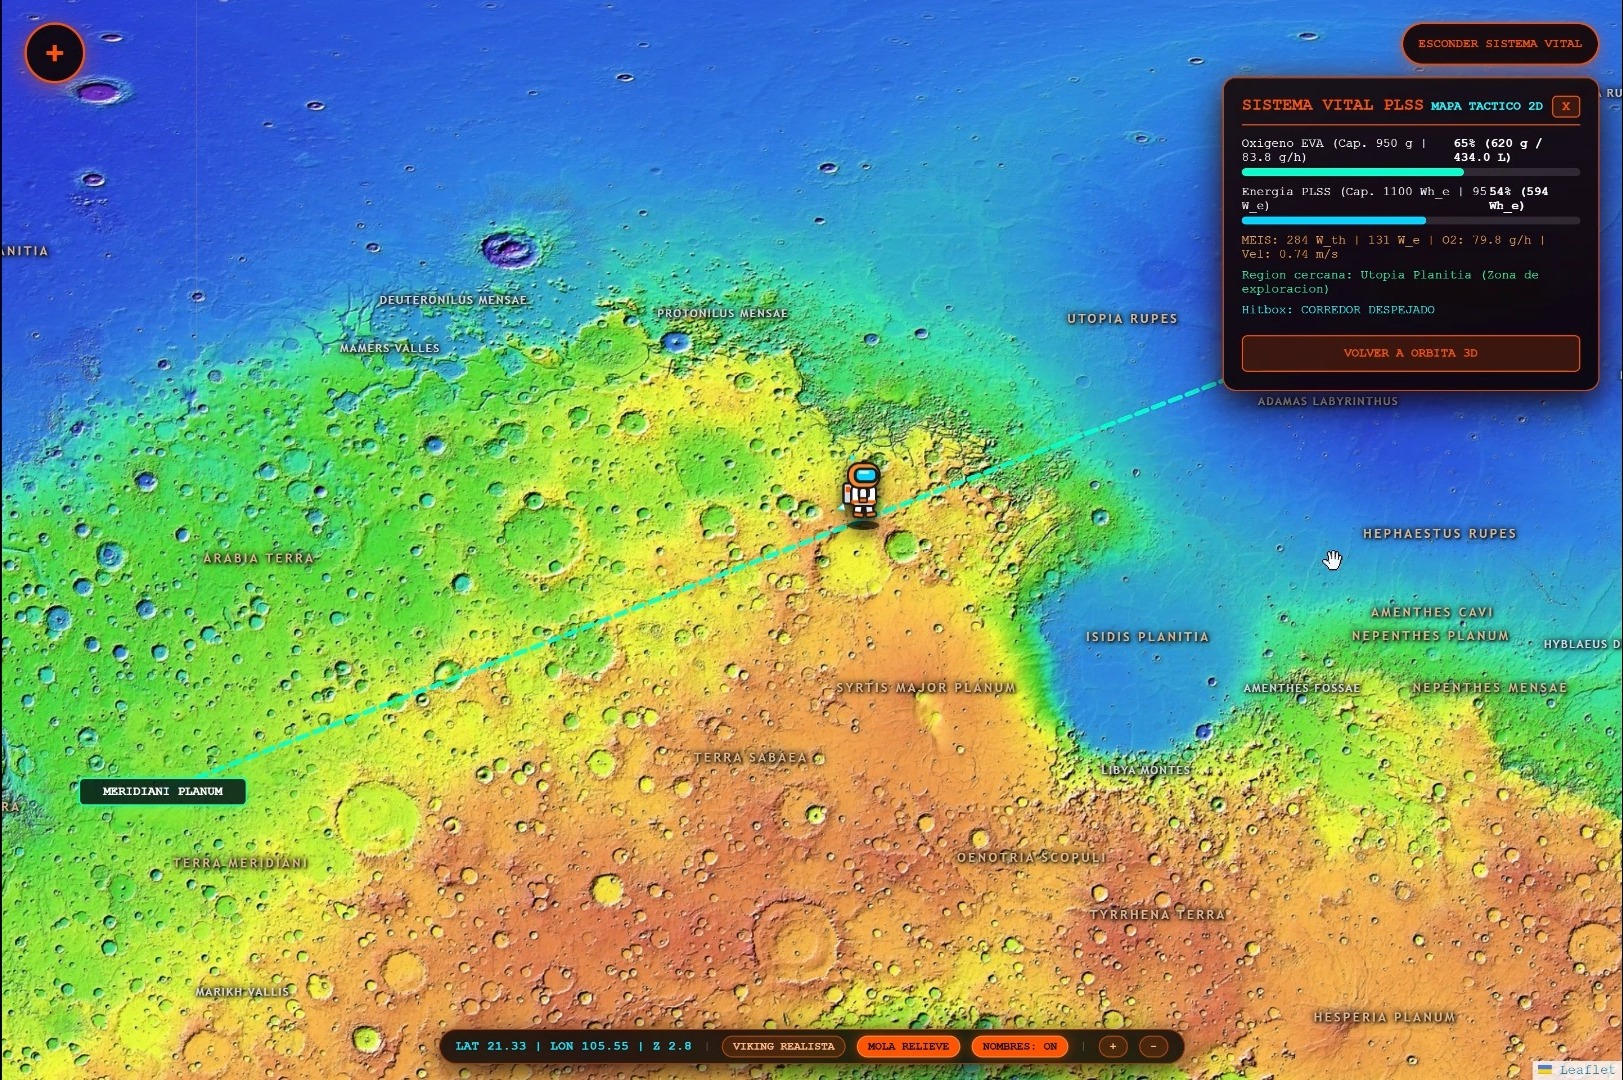 +
ESCONDER SISTEMA VITAL
SISTEMA VITAL PLSS MAPA TACTICO 2D X
Oxigeno EVA (Cap. 950 g |
83.8 g/h)
65% (620 g /
434.0 L)
Energia PLSS (Cap. 1100 Wh_e | 95
W_e)
54% (594
Wh_e)
MEIS: 284 W_th | 131 W_e | O2: 79.8 g/h |
Vel: 0.74 m/s
Region cercana: Utopia Planitia (Zona de
exploracion)
Hitbox: CORREDOR DESPEJADO
VOLVER A ORBITA 3D
RU
NITIA
DEUTERONILUS MENSAE
PROTONILUS MENSAE
UTOPIA RUPES
MAMERS VALLES
ADAMAS LABYRINTHUS
HEPHAESTUS RUPES
ARABIA TERRA
AMENTHES CAVI
ISIDIS PLANITIA
NEPENTHES PLANUM
HYBLAEUS D
SYRTIS MAJOR PLANUM
AMENTHES FOSSAE
NEPENTHES MENSAE
TERRA SABAEA
LIBYA MONTES
MERIDIANI PLANUM
RA
TERRA MERIDIANI
OENOTRIA SCOPULI
TYRRHENA TERRA
MARIKH VALLIS
HESPERIA PLANUM
LAT 21.33 | LON 105.55 | Z 2.8 | VIKING REALISTA MOLA RELIEVE NOMBRES: ON | + -
Leaflet